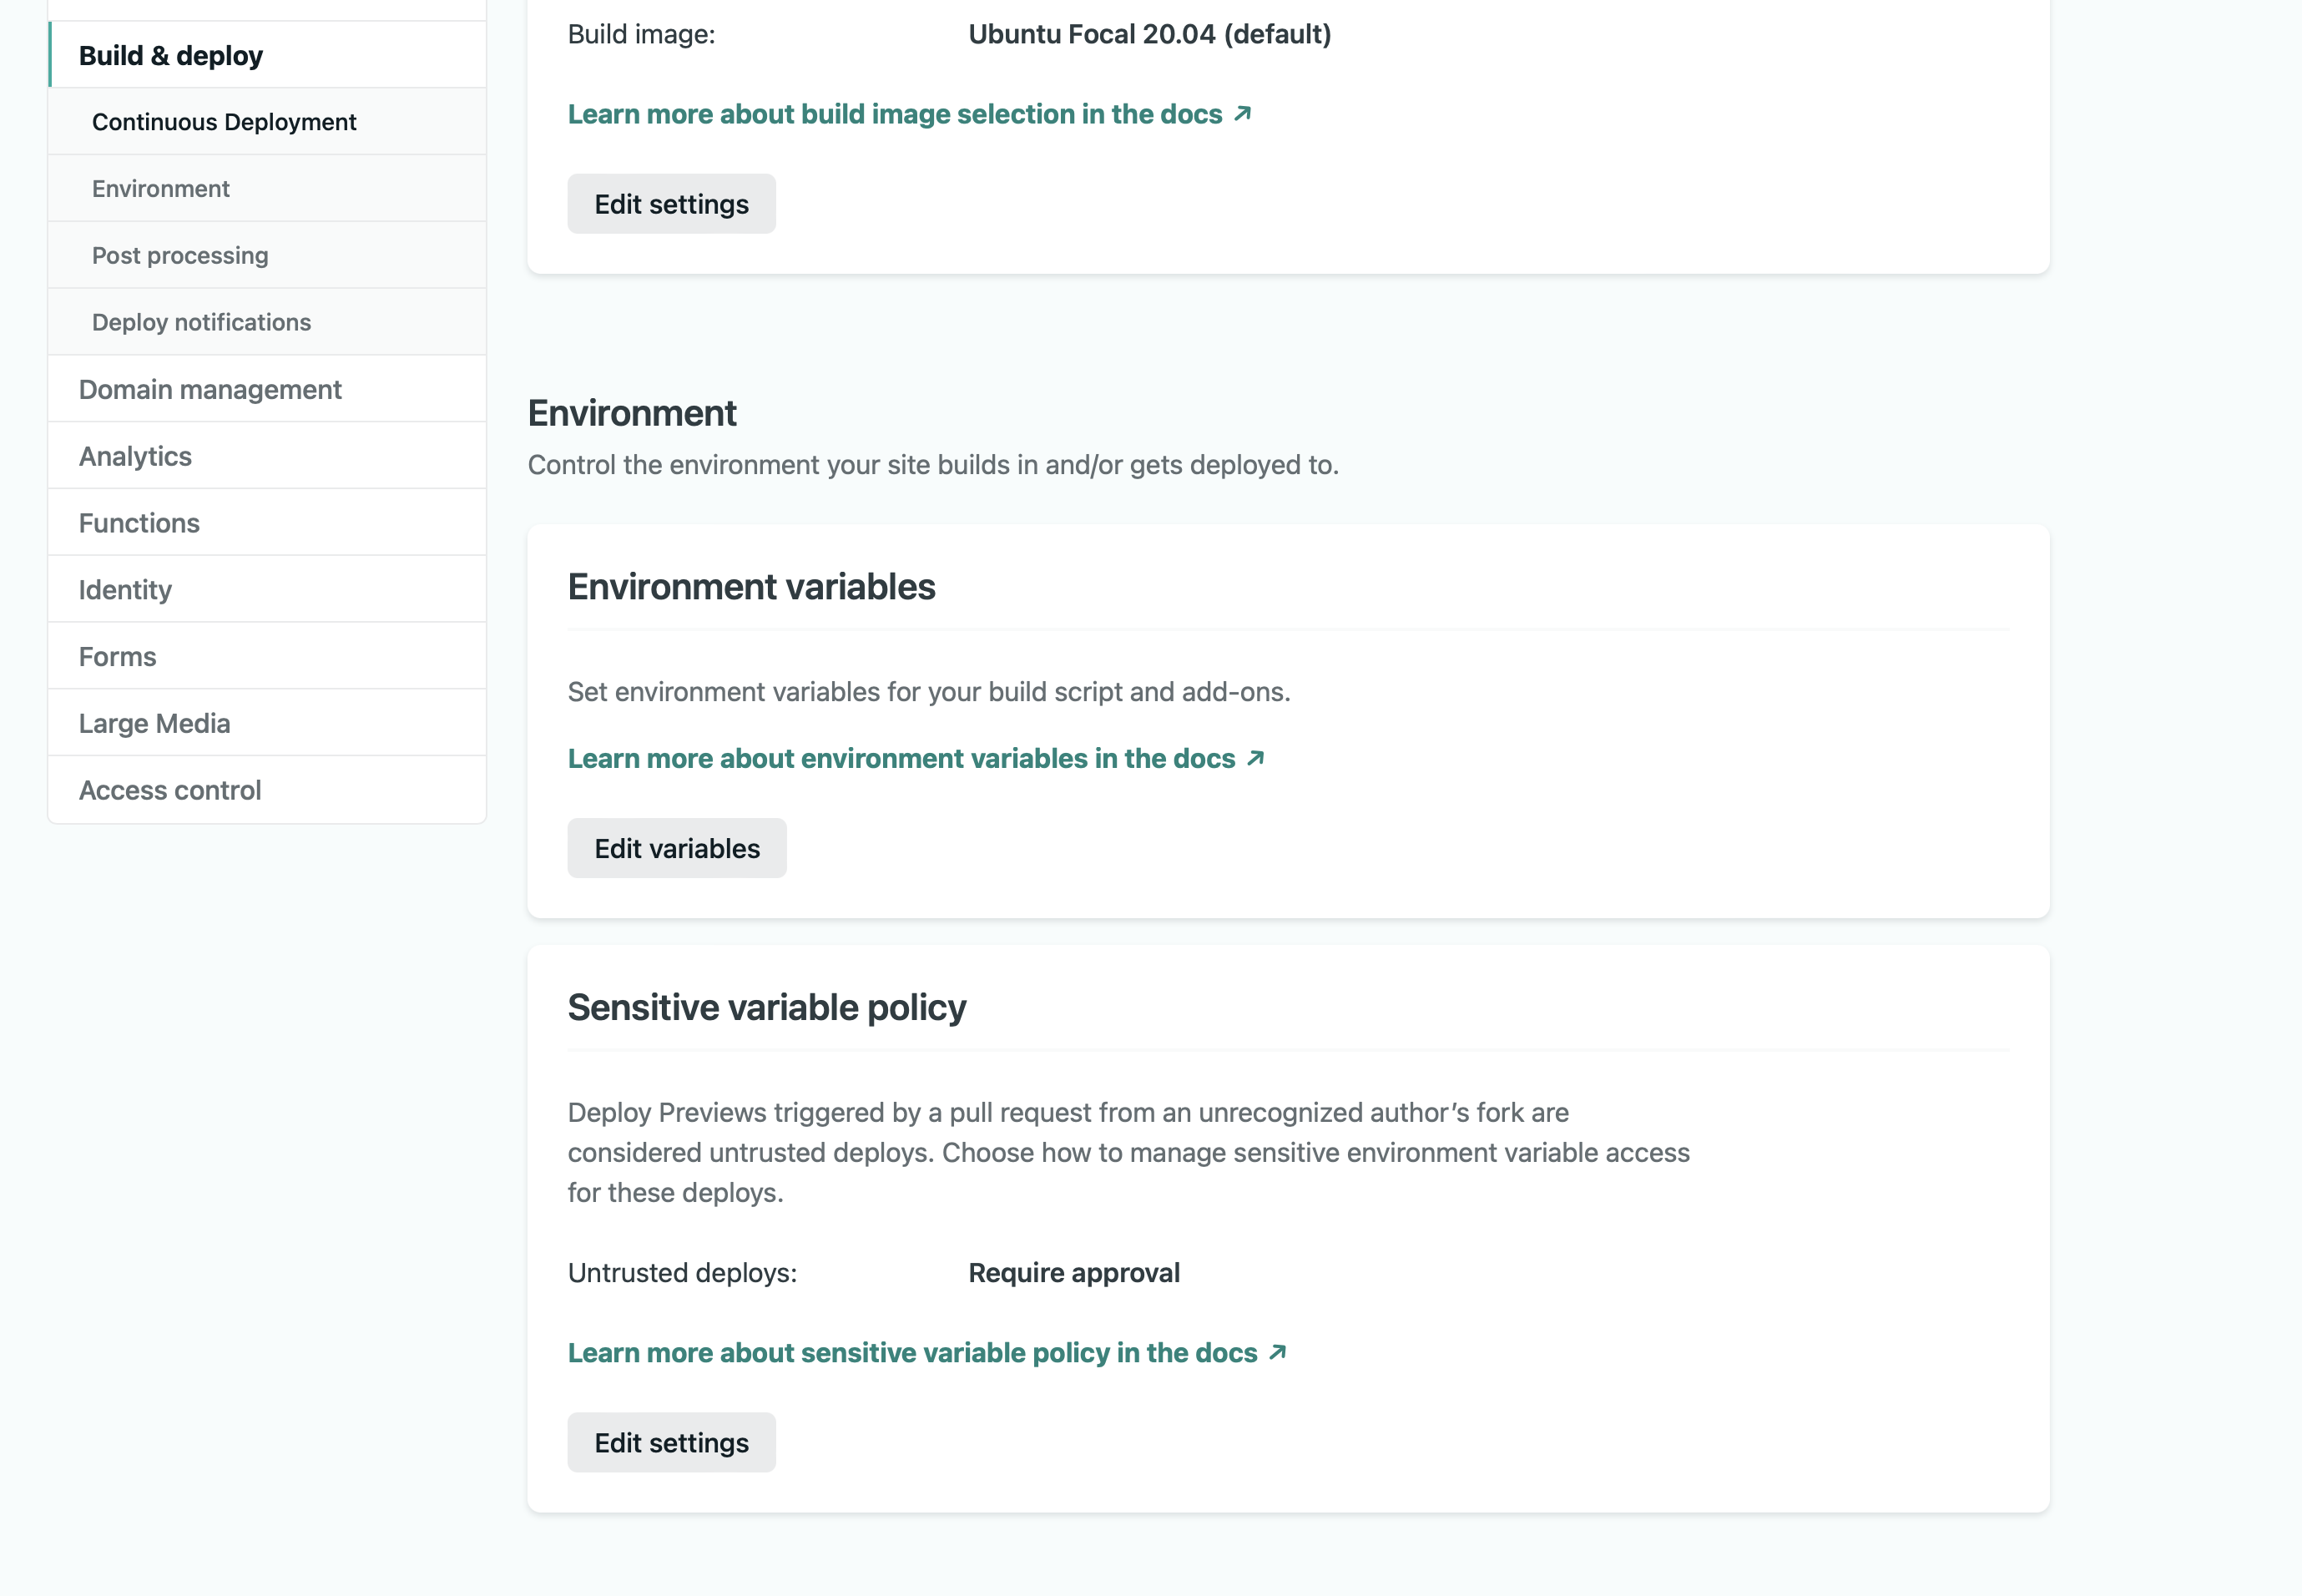 Build & deploy
Continuous Deployment
Environment
Post processing
Deploy notifications
Domain management
Analytics
Functions
Identity
Forms
Large Media
Access control
Build image: Ubuntu Focal 20.04 (default)
Learn more about build image selection in the docs ↗
Edit settings
Environment
Control the environment your site builds in and/or gets deployed to.
Environment variables
Set environment variables for your build script and add-ons.
Learn more about environment variables in the docs ↗
Edit variables
Sensitive variable policy
Deploy Previews triggered by a pull request from an unrecognized author’s fork are
considered untrusted deploys. Choose how to manage sensitive environment variable access
for these deploys.
Untrusted deploys: Require approval
Learn more about sensitive variable policy in the docs ↗
Edit settings